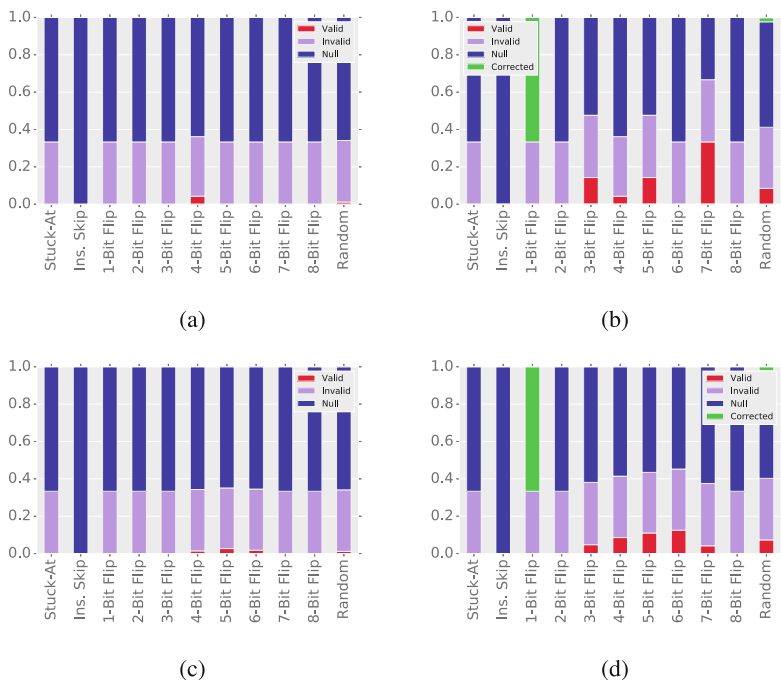 1.0
0.8
0.6
0.4
0.2
0.0
Valid
Invalid
Null
Stuck-At
Ins. Skip
1-Bit Flip
2-Bit Flip
3-Bit Flip
4-Bit Flip
5-Bit Flip
6-Bit Flip
7-Bit Flip
8-Bit Flip
Random
(a)
1.0
0.8
0.6
0.4
0.2
0.0
Valid
Invalid
Null
Corrected
Stuck-At
Ins. Skip
1-Bit Flip
2-Bit Flip
3-Bit Flip
4-Bit Flip
5-Bit Flip
6-Bit Flip
7-Bit Flip
8-Bit Flip
Random
(b)
1.0
0.8
0.6
0.4
0.2
0.0
Valid
Invalid
Null
Stuck-At
Ins. Skip
1-Bit Flip
2-Bit Flip
3-Bit Flip
4-Bit Flip
5-Bit Flip
6-Bit Flip
7-Bit Flip
8-Bit Flip
Random
(c)
1.0
0.8
0.6
0.4
0.2
0.0
Valid
Invalid
Null
Corrected
Stuck-At
Ins. Skip
1-Bit Flip
2-Bit Flip
3-Bit Flip
4-Bit Flip
5-Bit Flip
6-Bit Flip
7-Bit Flip
8-Bit Flip
Random
(d)